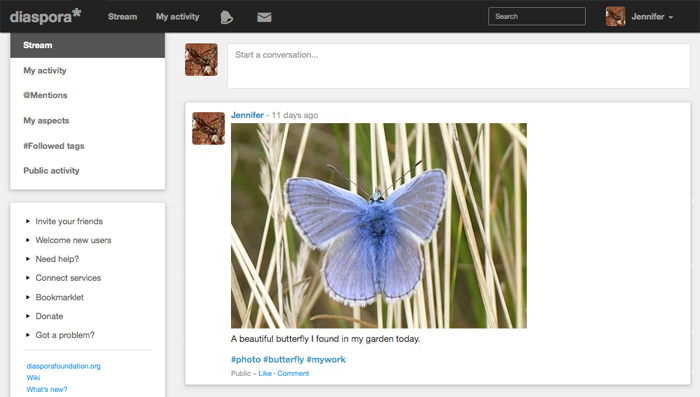 diaspora* Stream My activity Search Jennifer
Stream
My activity
@Mentions
My aspects
#Followed tags
Public activity
Invite your friends
Welcome new users
Need help?
Connect services
Bookmarklet
Donate
Got a problem?
diasporafoundation.org
Wiki
What's new?
Start a conversation...
Jennifer - 11 days ago
A beautiful butterfly I found in my garden today.
#photo #butterfly #mywork
Public – Like · Comment